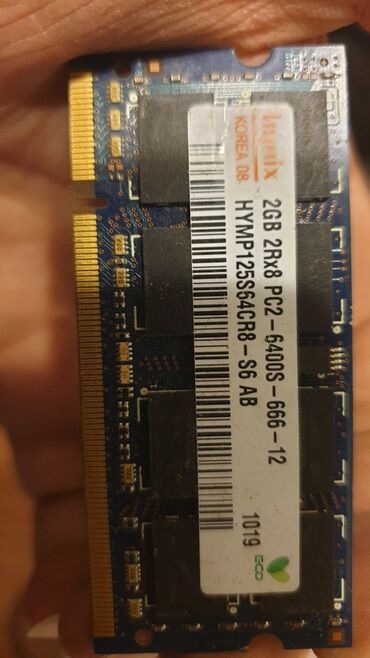 hynix
KOREA 08.
2GB 2Rx8 PC2-6400S-666-12
HYMP125S64CR8-S6 AB
1019
ECO